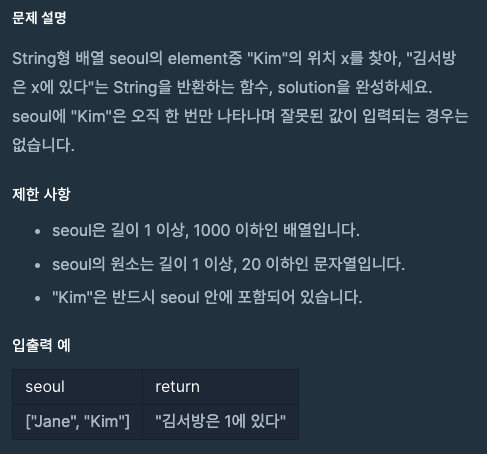 문제 설명
String형 배열 seoul의 element중 "Kim"의 위치 x를 찾아, "김서방
은 x에 있다"는 String을 반환하는 함수, solution을 완성하세요.
seoul에 "Kim"은 오직 한 번만 나타나며 잘못된 값이 입력되는 경우는
없습니다.
제한 사항
• seoul은 길이 1 이상, 1000 이하인 배열입니다.
• seoul의 원소는 길이 1 이상, 20 이하인 문자열입니다.
• "Kim"은 반드시 seoul 안에 포함되어 있습니다.
입출력 예
seoul return
["Jane", "Kim"] "김서방은 1에 있다"